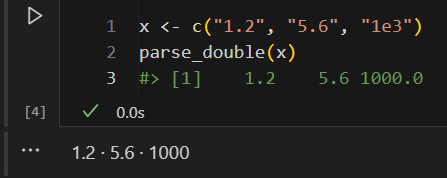 1 x <- c("1.2", "5.6", "1e3")
2 parse_double(x)
3 #> [1]    1.2    5.6 1000.0
[4] ✓ 0.0s
··· 1.2 · 5.6 · 1000